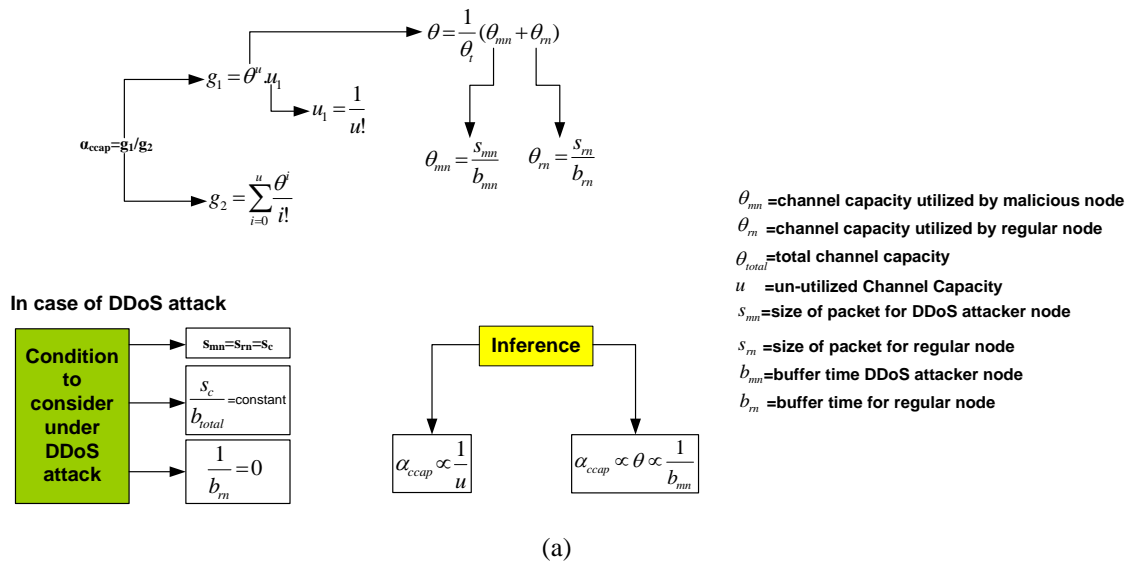 θ = 1/θ_t (θ_mn + θ_rn)
g_1 = θ^u.u_1
u_1 = 1/u!
α_ccap=g_1/g_2
θ_mn = s_mn/b_mn
θ_rn = s_rn/b_rn
g_2 = ∑_{i=0}^{u} θ^i/i!
θ_mn =channel capacity utilized by malicious node
θ_rn =channel capacity utilized by regular node
θ_total=total channel capacity
u =un-utilized Channel Capacity
s_mn=size of packet for DDoS attacker node
s_rn =size of packet for regular node
b_mn=buffer time DDoS attacker node
b_rn =buffer time for regular node
In case of DDoS attack
Condition
to
consider
under
DDoS
attack
s_mn=s_rn=s_c
s_c/b_total=constant
1/b_rn = 0
Inference
α_ccap ∝ 1/u
α_ccap ∝ θ ∝ 1/b_mn
(a)